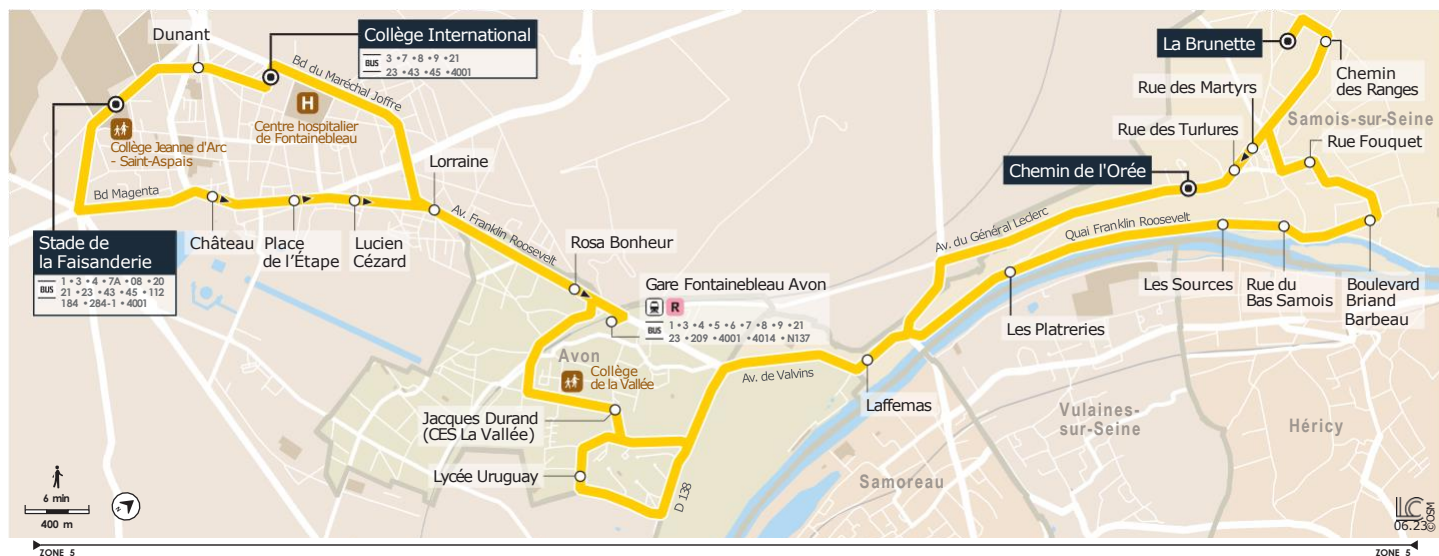 Dunant
Collège International
BUS
3 • 7 • 8 • 9 • 21
23 • 43 • 45 • 4001
Bd du Maréchal Joffre
H
Centre hospitalier
de Fontainebleau
Collège Jeanne d'Arc
- Saint-Aspais
Bd Magenta
Stade de
la Faisanderie
BUS
1 • 3 • 4 • 7A • 08 • 20
21 • 23 • 43 • 45 • 112
184 • 284-1 • 4001
Château
Place
de l'Étape
Lucien
Cézard
Lorraine
Av. Franklin Roosevelt
Rosa Bonheur
Gare Fontainebleau Avon
R
BUS
1 • 3 • 4 • 5 • 6 • 7 • 8 • 9 • 21
23 • 209 • 4001 • 4014 • N137
Avon
Collège
de la Vallée
Jacques Durand
(CES La Vallée)
Lycée Uruguay
D 138
Av. de Valvins
Laffemas
Av. du Général Leclerc
Quai Franklin Roosevelt
Chemin de l'Orée
Rue des Turlures
Rue des Martyrs
La Brunette
Chemin
des Ranges
Samois-sur-Seine
Rue Fouquet
Les Platreries
Les Sources
Rue du
Bas Samois
Boulevard
Briand
Barbeau
Vulaines-
sur-Seine
Héricy
Samoreau
6 min
400 m
LC
06.23
©OSM
ZONE 5
ZONE 5